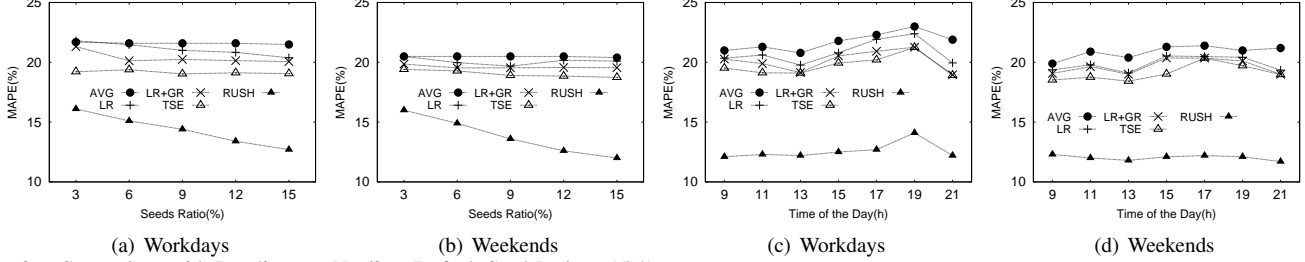 25
20
15
10
MAPE(%)
AVG LR+GR RUSH
LR TSE
3 6 9 12 15
Seeds Ratio(%)
(a) Workdays
25
20
15
10
MAPE(%)
AVG LR+GR RUSH
LR TSE
3 6 9 12 15
Seeds Ratio(%)
(b) Weekends
25
20
15
10
MAPE(%)
AVG LR+GR RUSH
LR TSE
9 11 13 15 17 19 21
Time of the Day(h)
(c) Workdays
25
20
15
10
MAPE(%)
AVG LR+GR RUSH
LR TSE
9 11 13 15 17 19 21
Time of the Day(h)
(d) Weekends